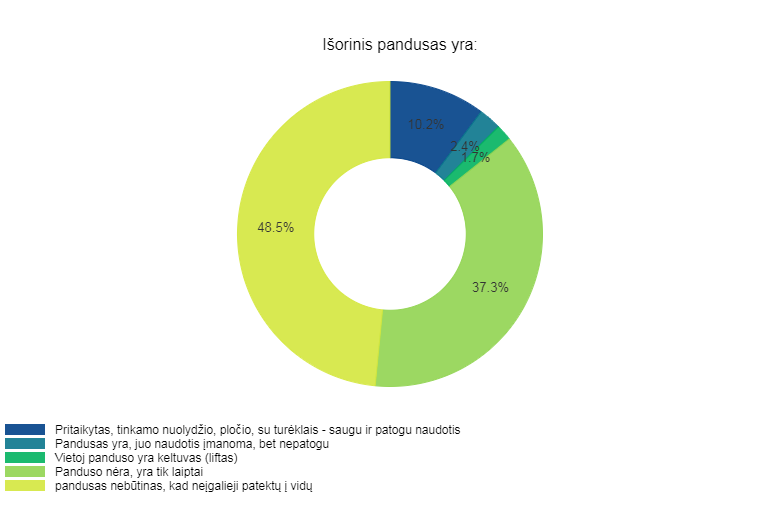 Išorinis pandusas yra:
10.2%
2.4%
1.7%
48.5%
37.3%
Pritaikytas, tinkamo nuolydžio, pločio, su turėklais - saugu ir patogu naudotis
Pandusas yra, juo naudotis įmanoma, bet nepatogu
Vietoj panduso yra keltuvas (liftas)
Panduso nėra, yra tik laiptai
pandusas nebūtinas, kad neįgalieji patektų į vidų